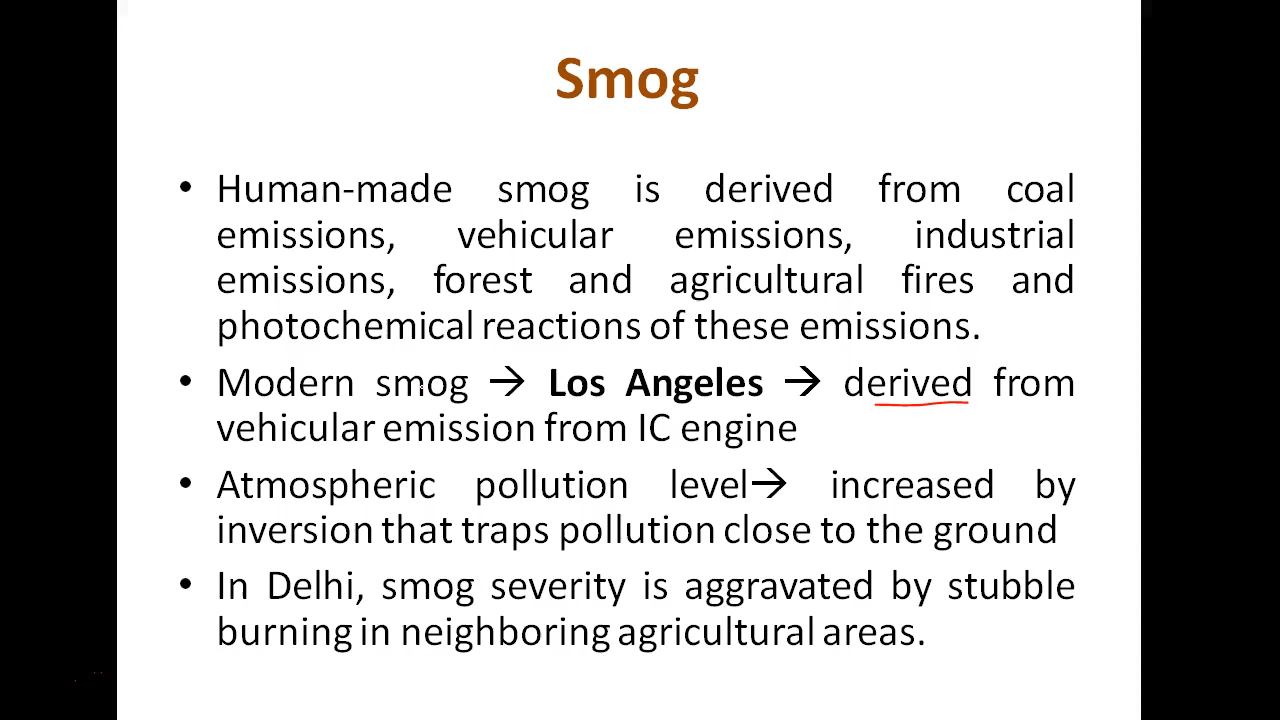 Smog
• Human-made smog is derived from coal
emissions, vehicular emissions, industrial
emissions, forest and agricultural fires and
photochemical reactions of these emissions.
• Modern smog → Los Angeles → derived from
vehicular emission from IC engine
• Atmospheric pollution level→ increased by
inversion that traps pollution close to the ground
• In Delhi, smog severity is aggravated by stubble
burning in neighboring agricultural areas.